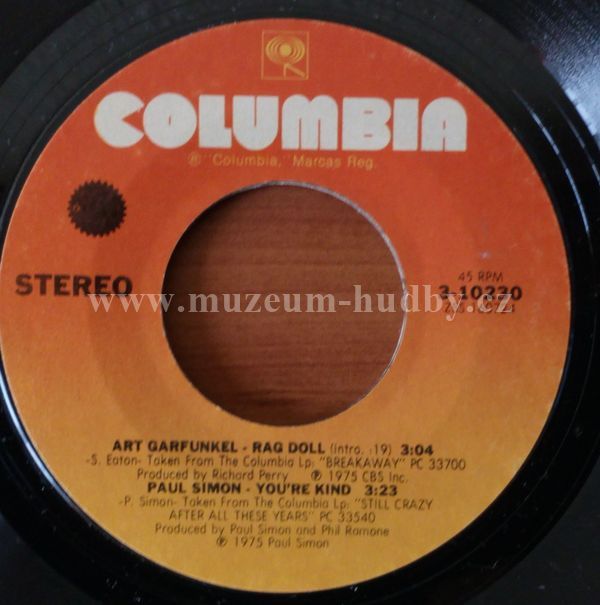 COLUMBIA
® "Columbia," Marcas Reg.
STEREO
45 RPM
3-10230
www.muzeum-hudby.cz
ART GARFUNKEL - RAG DOLL (Intro. :19) 3:04
-S. Eaton- Taken From The Columbia Lp: "BREAKAWAY" PC 33700
Produced by Richard Perry ℗ 1975 CBS Inc.
PAUL SIMON - YOU'RE KIND 3:23
-P. Simon- Taken From The Columbia Lp: "STILL CRAZY
AFTER ALL THESE YEARS" PC 33540
Produced by Paul Simon and Phil Ramone
℗ 1975 Paul Simon